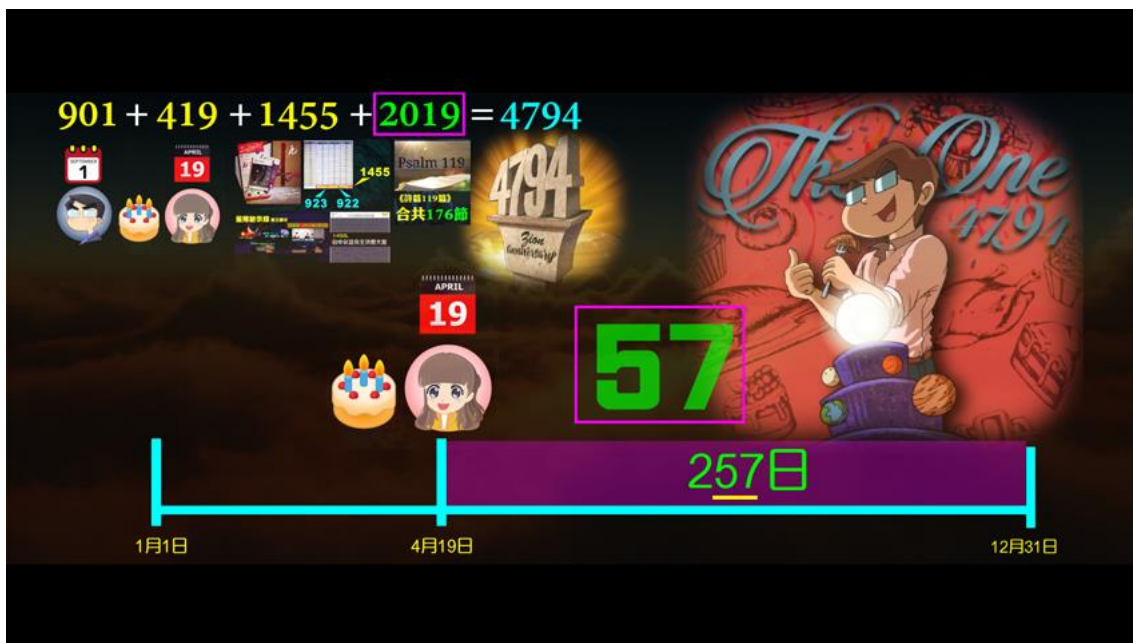 901 + 419 + 1455 + 2019 = 4794
SEPTEMBER
1
APRIL
19
1455
923 922
Psalm 119
《詩篇119篇》
合共176節
4794
Zion
Anniversary
The One
4794
APRIL
19
57
257日
1月1日
4月19日
12月31日